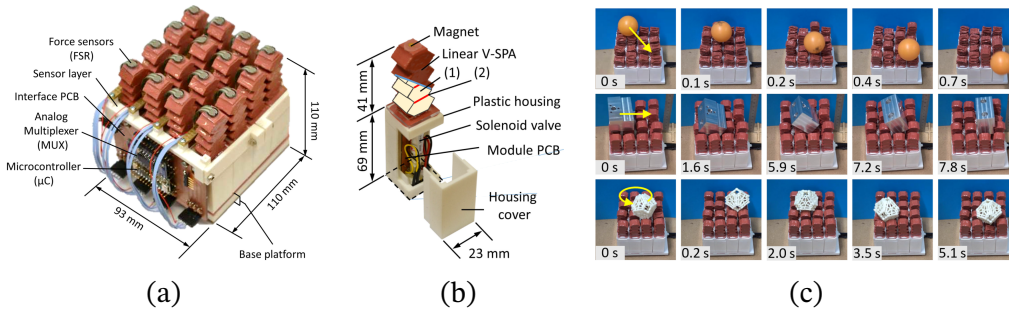 Force sensors
(FSR)
Sensor layer
Interface PCB
Analog
Multiplexer
(MUX)
Microcontroller
(μC)
93 mm
110 mm
110 mm
Base platform
(a)
Magnet
Linear V-SPA
(1)
(2)
Plastic housing
Solenoid valve
Module PCB
Housing
cover
41 mm
69 mm
23 mm
(b)
0 s
0.1 s
0.2 s
0.4 s
0.7 s
0 s
1.6 s
5.9 s
7.2 s
7.8 s
0 s
0.2 s
2.0 s
3.5 s
5.1 s
(c)